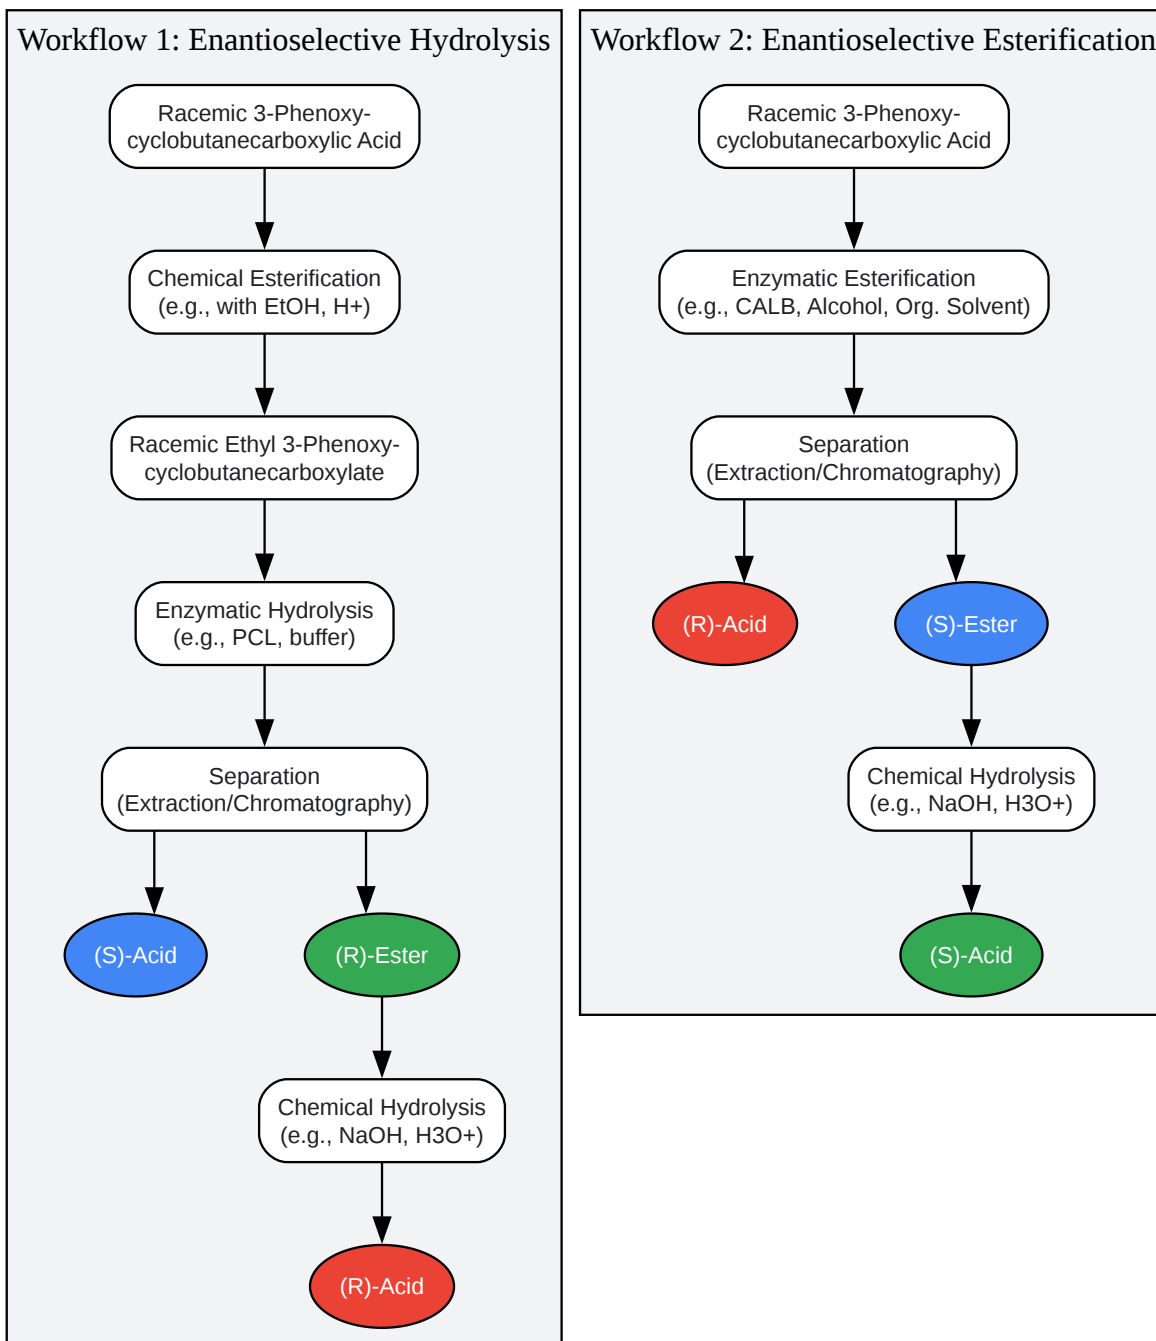 Workflow 1: Enantioselective Hydrolysis
Racemic 3-Phenoxy-
cyclobutanecarboxylic Acid
Chemical Esterification
(e.g., with EtOH, H+)
Racemic Ethyl 3-Phenoxy-
cyclobutanecarboxylate
Enzymatic Hydrolysis
(e.g., PCL, buffer)
Separation
(Extraction/Chromatography)
(S)-Acid
(R)-Ester
Chemical Hydrolysis
(e.g., NaOH, H3O+)
(R)-Acid
Workflow 2: Enantioselective Esterification
Racemic 3-Phenoxy-
cyclobutanecarboxylic Acid
Enzymatic Esterification
(e.g., CALB, Alcohol, Org. Solvent)
Separation
(Extraction/Chromatography)
(R)-Acid
(S)-Ester
Chemical Hydrolysis
(e.g., NaOH, H3O+)
(S)-Acid